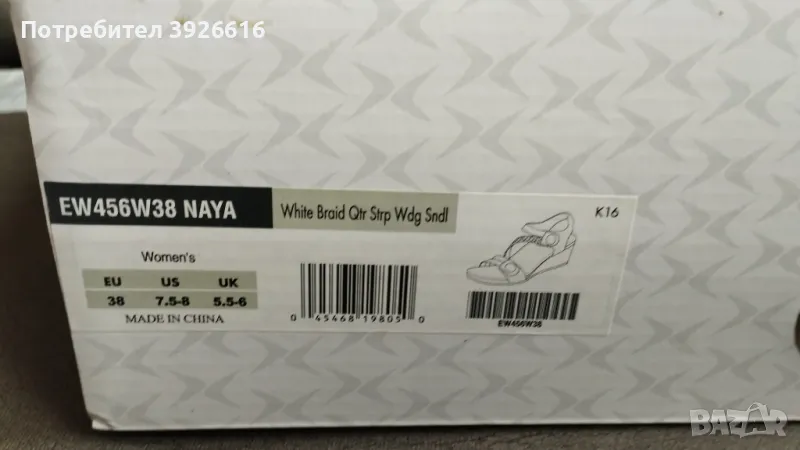 Потребител 3926616
EW456W38 NAYA
White Braid Qtr Strp Wdg Sndl
K16
Women's
EU US UK
38 7.5-8 5.5-6
MADE IN CHINA
0 45468 19805 0
EW456W38
BAZAR